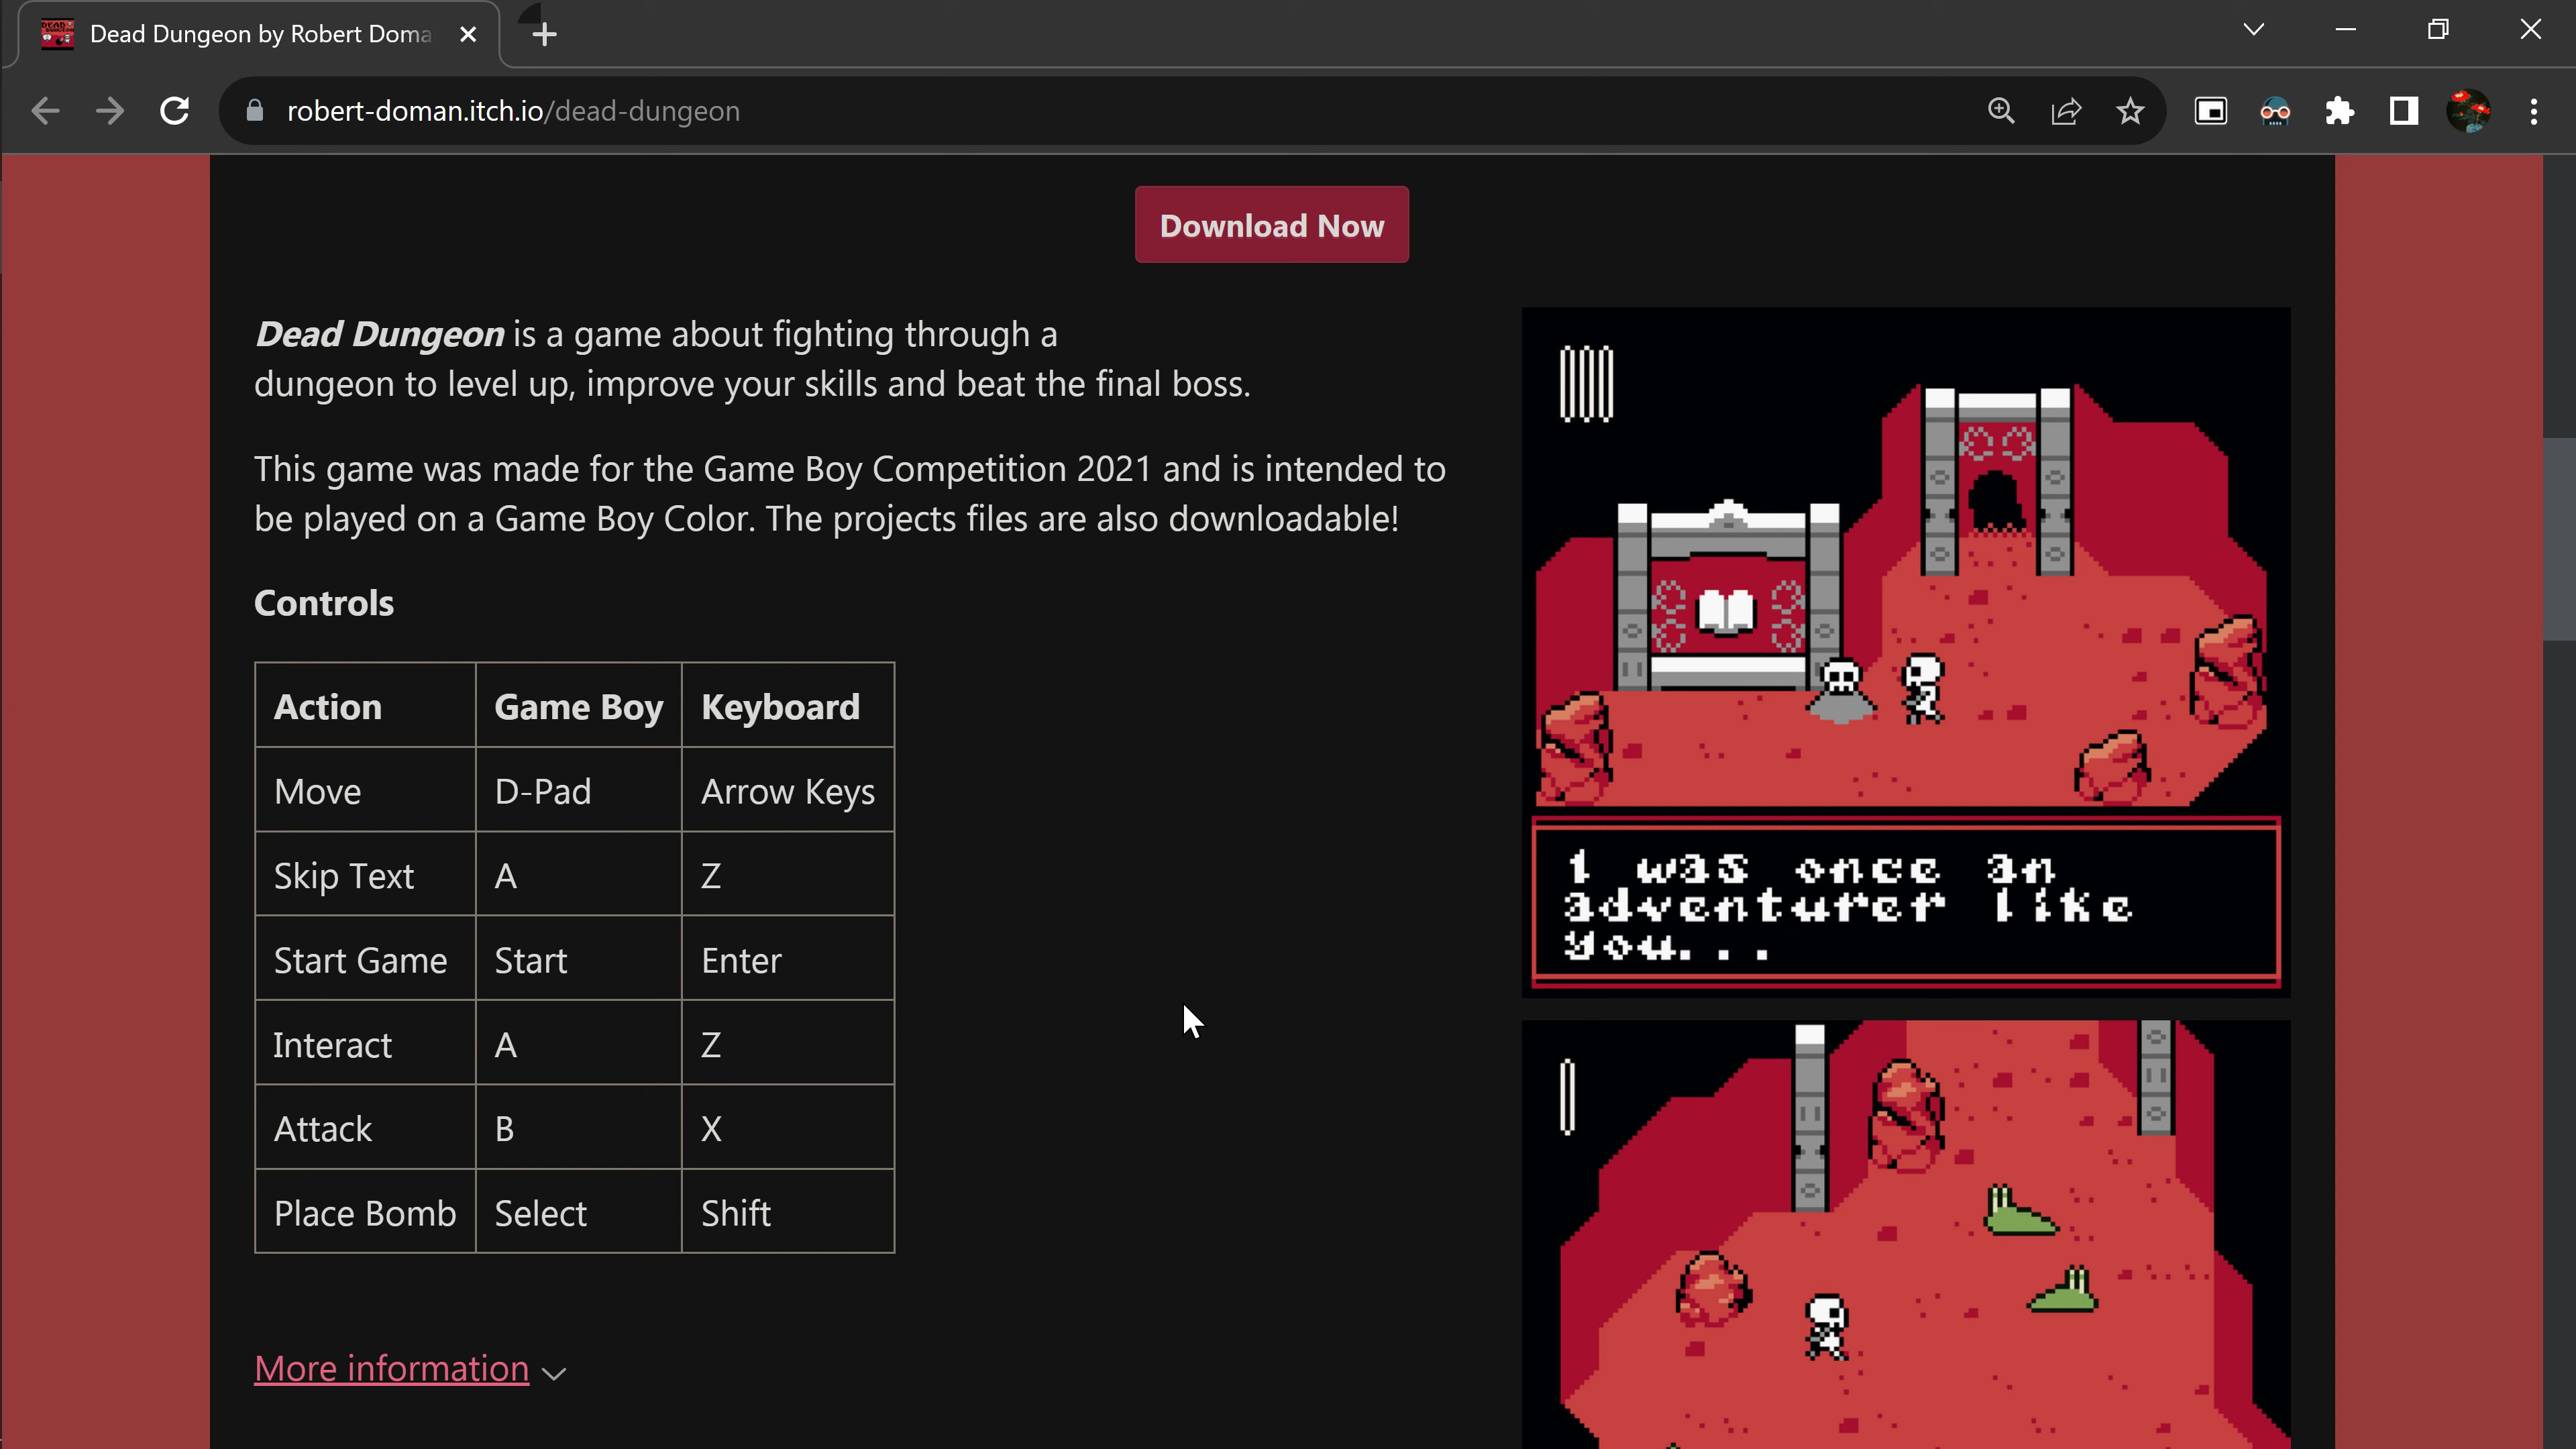 Dead Dungeon by Robert Doma
robert-doman.itch.io/dead-dungeon
Download Now
Dead Dungeon is a game about fighting through a
dungeon to level up, improve your skills and beat the final boss.
This game was made for the Game Boy Competition 2021 and is intended to
be played on a Game Boy Color. The projects files are also downloadable!
Controls
Action Game Boy Keyboard
Move D-Pad Arrow Keys
Skip Text A Z
Start Game Start Enter
Interact A Z
Attack B X
Place Bomb Select Shift
More information
I was once an
adventurer like
you...